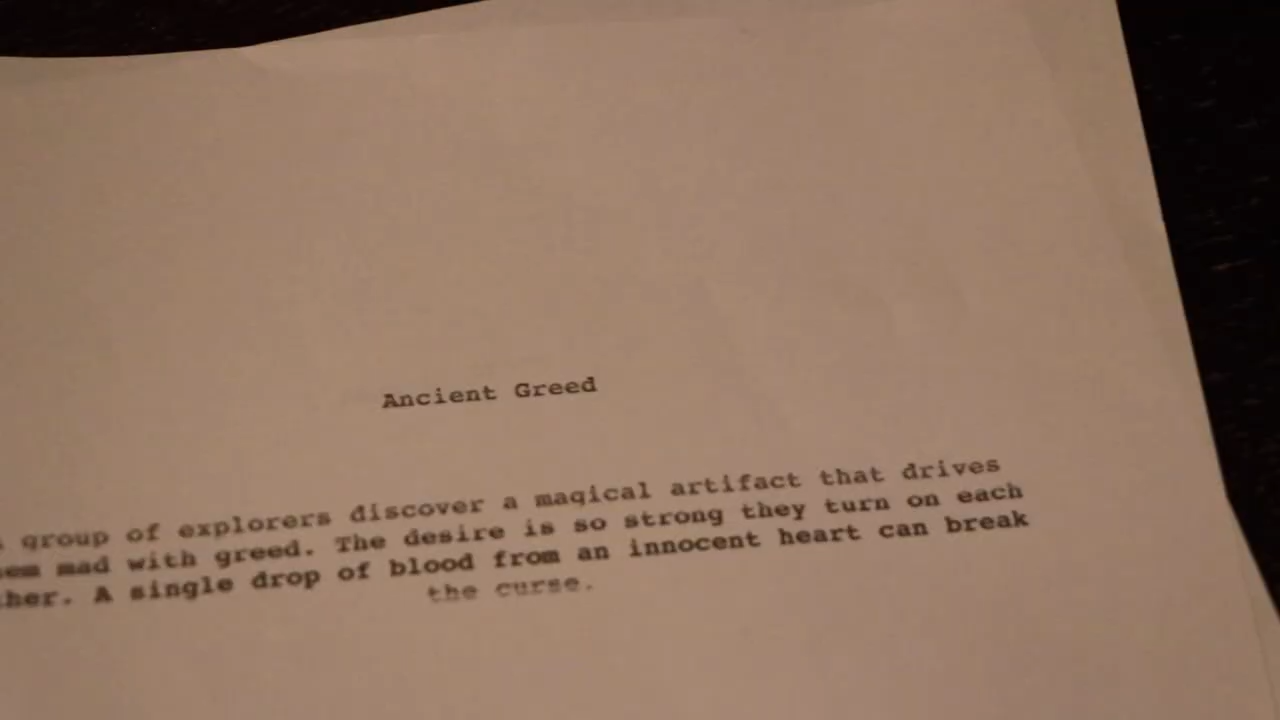 Ancient Greed
group of explorers discover a magical artifact that drives
mad with greed. The desire is so strong they turn on each
A single drop of blood from an innocent heart can break
the curse.